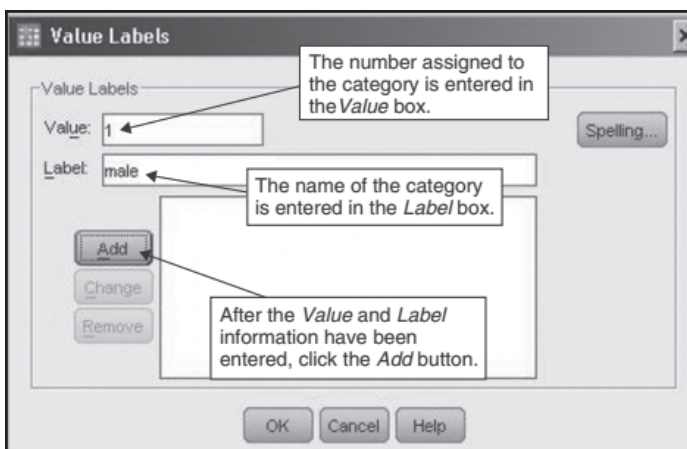 Value Labels
The number assigned to
the category is entered in
the Value box.
Value Labels
Value: 1
Spelling...
Label: male
The name of the category
is entered in the Label box.
Add
Change
Remove
After the Value and Label
information have been
entered, click the Add button.
OK Cancel Help